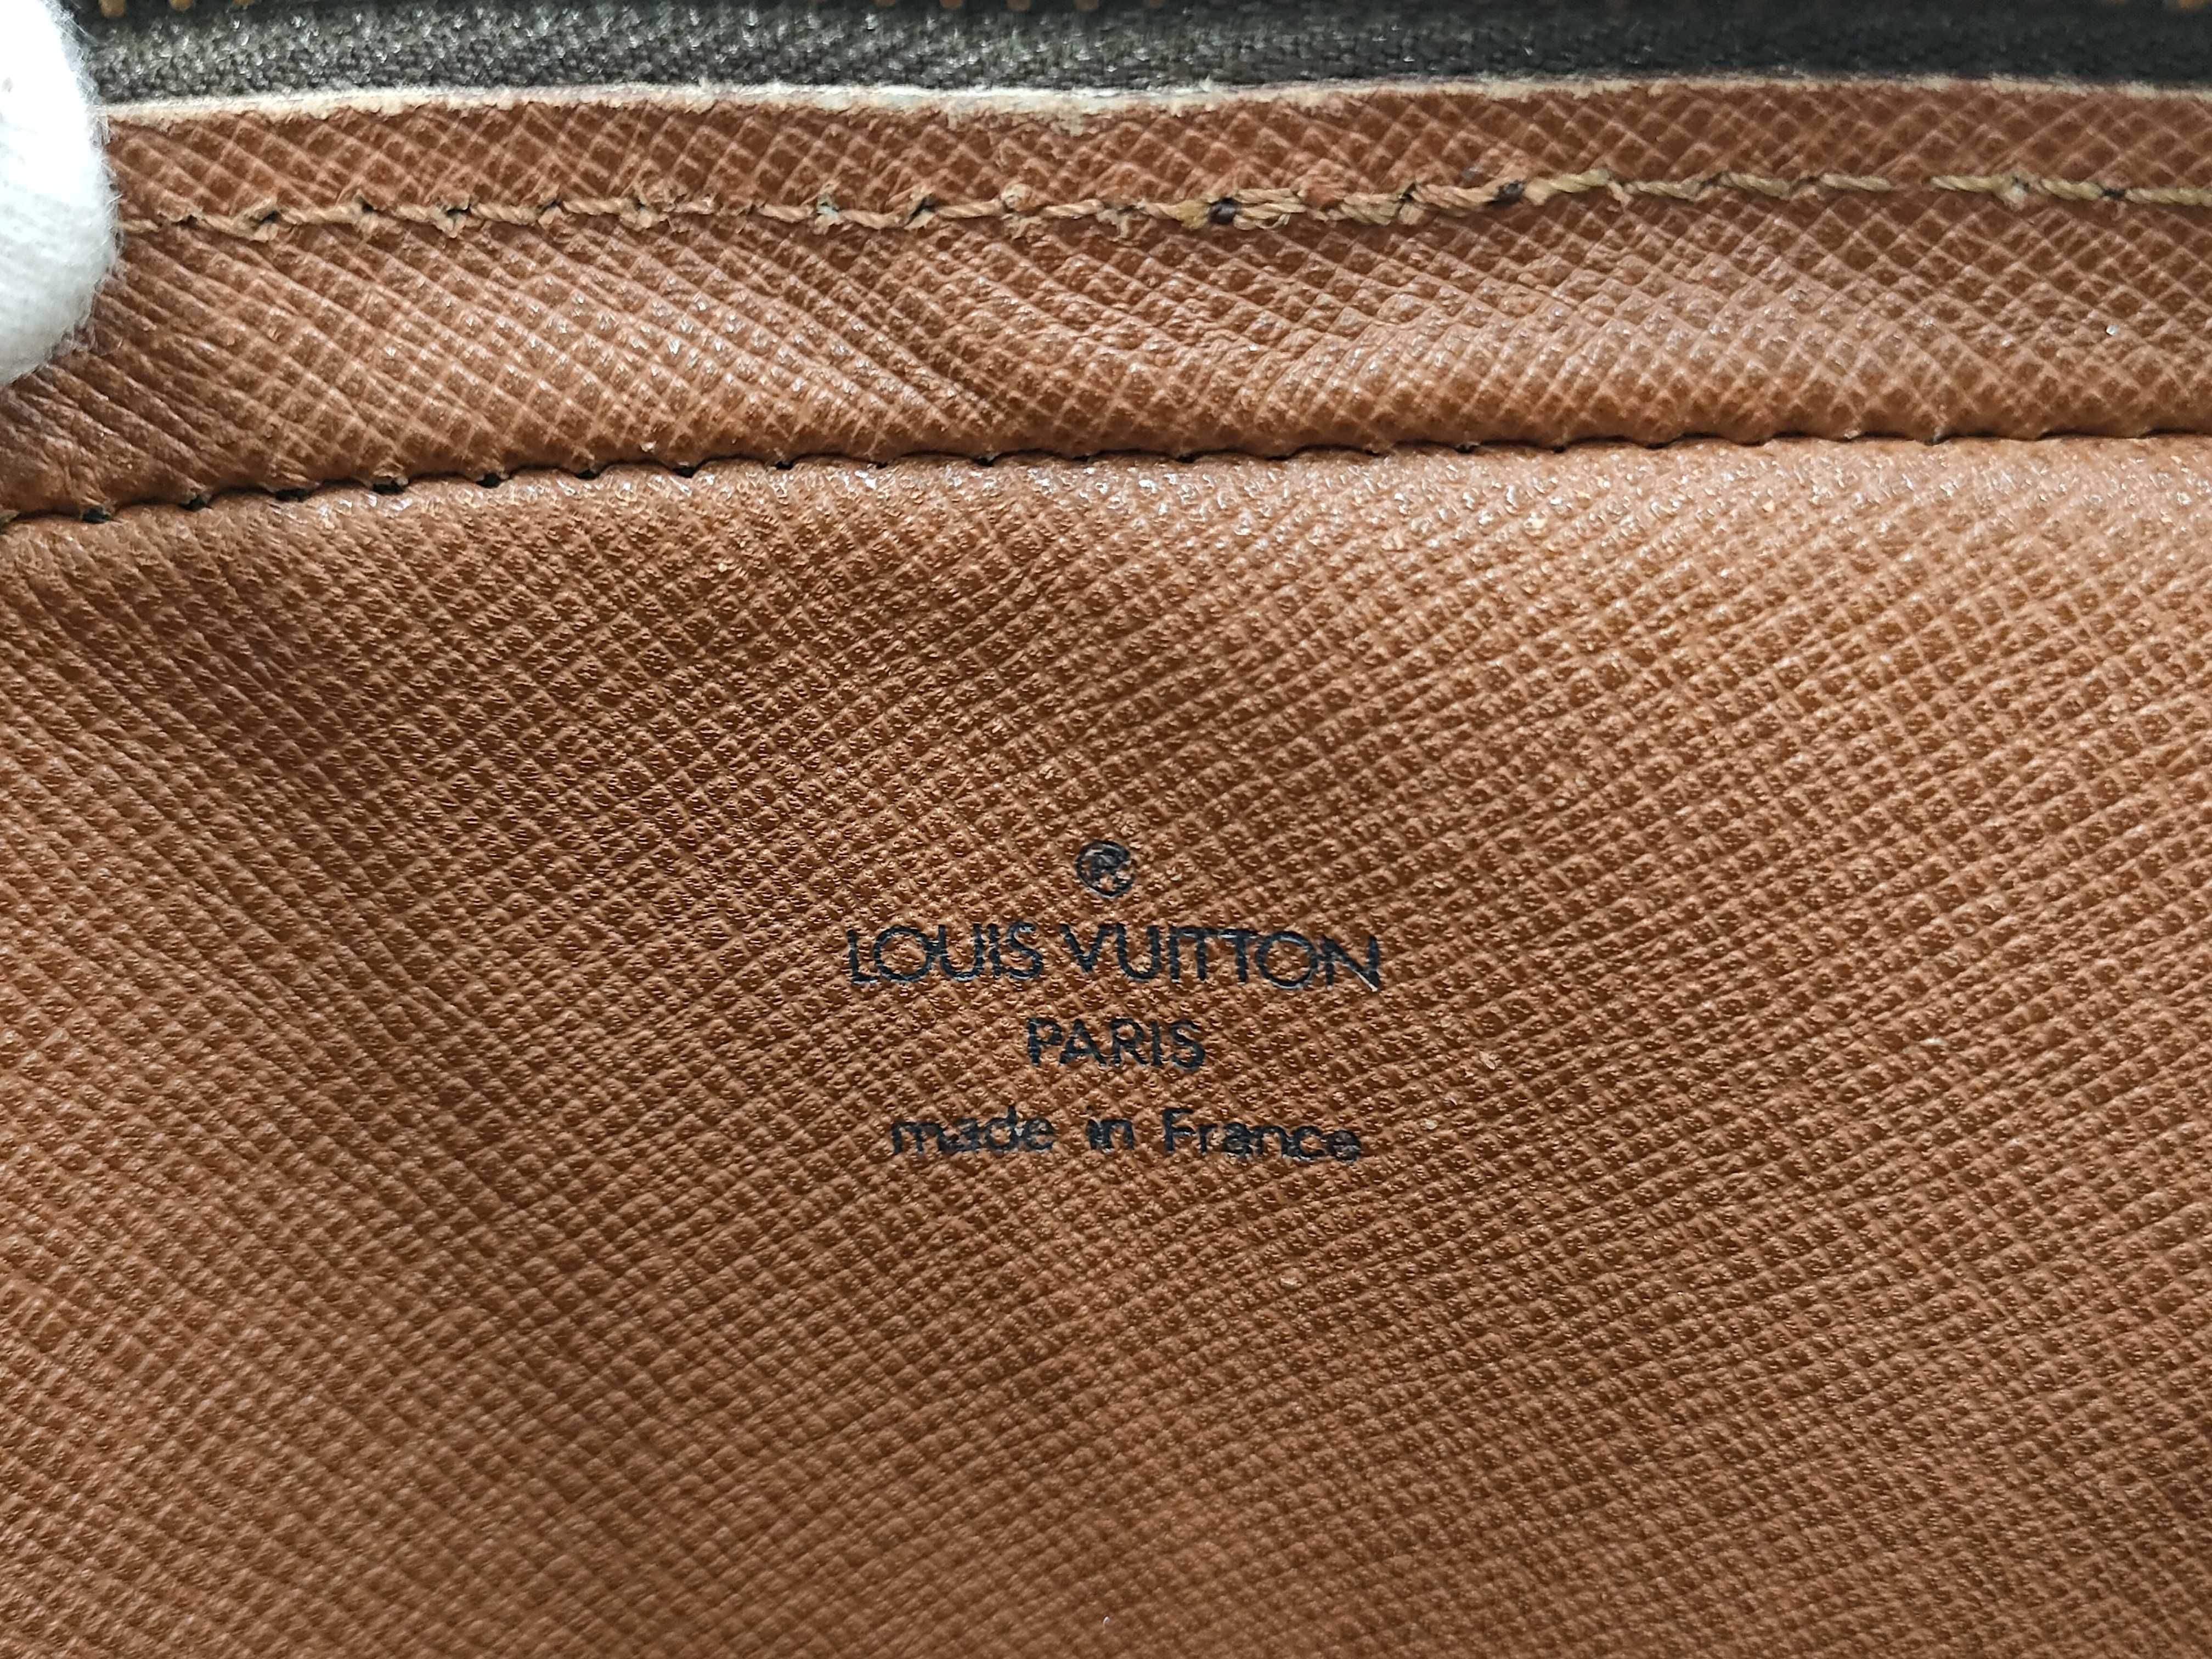 ®
LOUIS VUITTON
PARIS
made in France